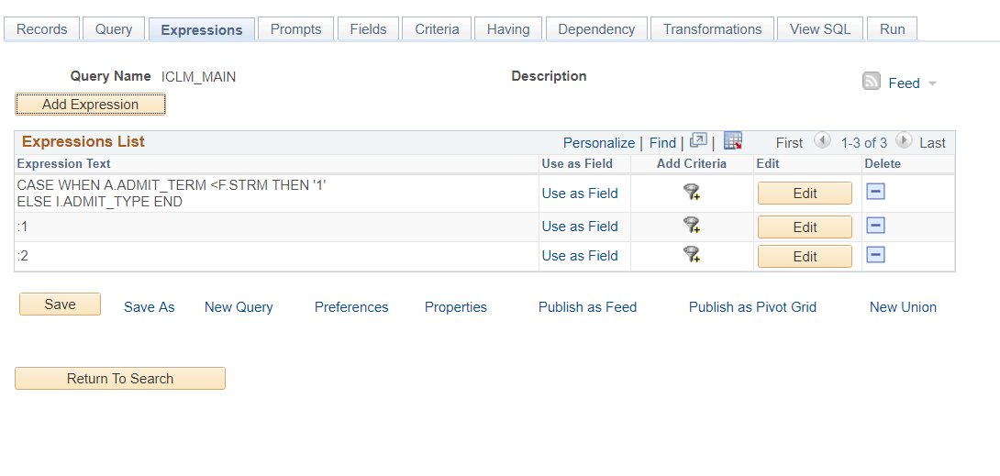 Records Query Expressions Prompts Fields Criteria Having Dependency Transformations View SQL Run
Query Name ICLM_MAIN Description Feed
Add Expression
Expressions List Personalize | Find | | First 1-3 of 3 Last
Expression Text Use as Field Add Criteria Edit Delete
CASE WHEN A.ADMIT_TERM <F.STRM THEN '1'
ELSE I.ADMIT_TYPE END Use as Field Edit
:1 Use as Field Edit
:2 Use as Field Edit
Save Save As New Query Preferences Properties Publish as Feed Publish as Pivot Grid New Union
Return To Search